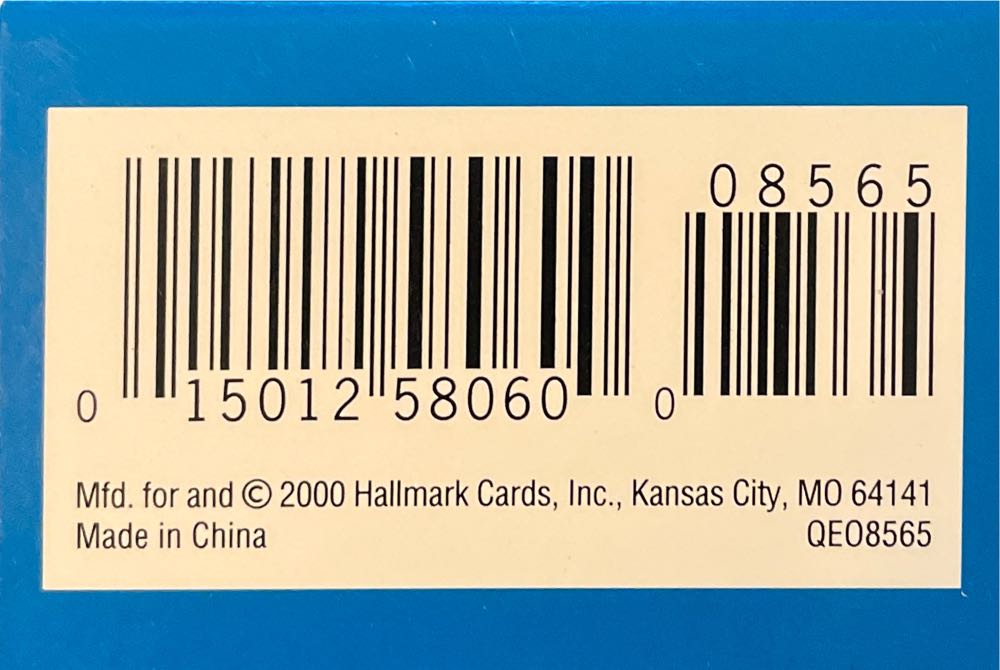 08565
0 15012 58060 0
Mfd. for and © 2000 Hallmark Cards, Inc., Kansas City, MO 64141
Made in China QEO8565